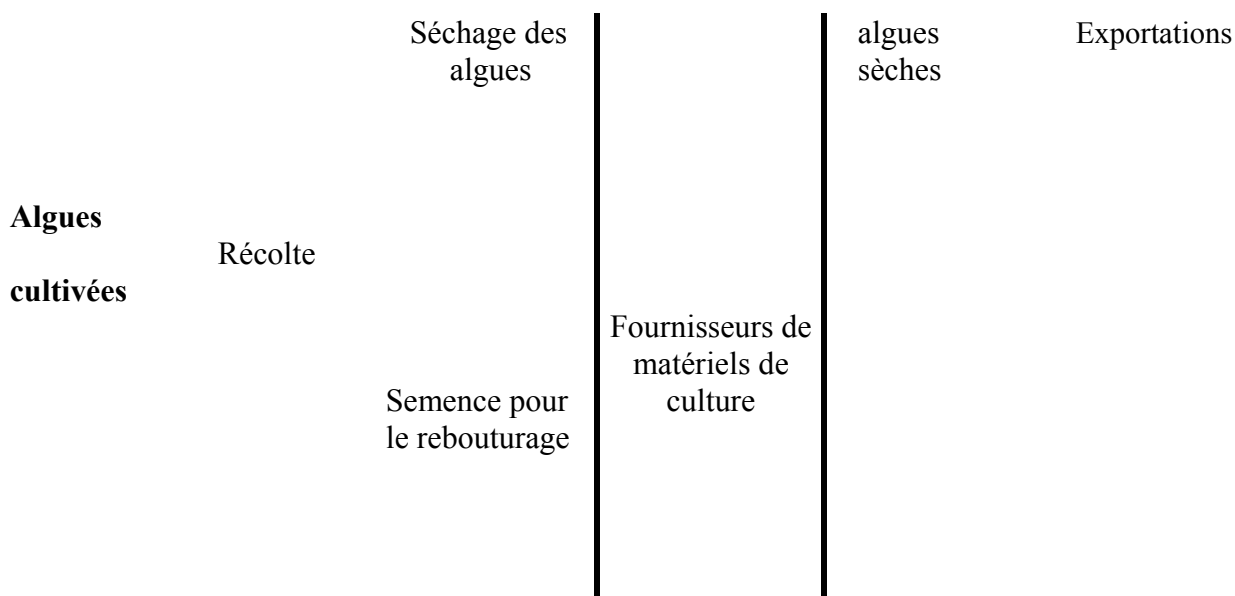 Séchage des
algues
algues
sèches
Exportations
Algues
Récolte
cultivées
Fournisseurs de
matériels de
culture
Semence pour
le rebouturage